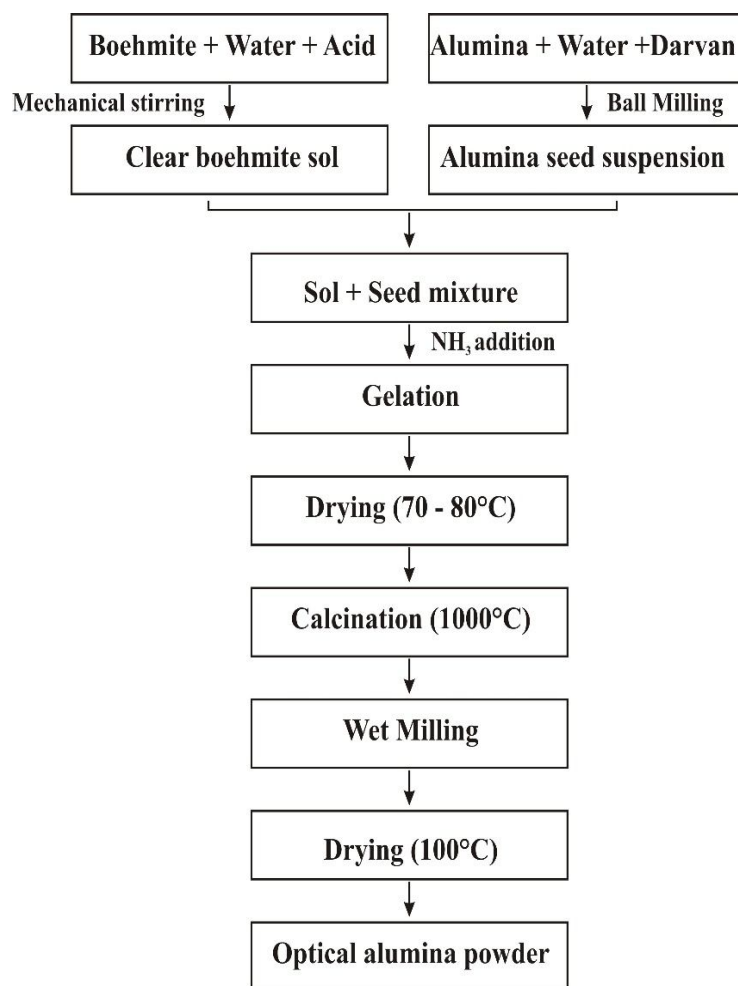 Boehmite + Water + Acid
Alumina + Water +Darvan
Mechanical stirring
Ball Milling
Clear boehmite sol
Alumina seed suspension
Sol + Seed mixture
NH₃ addition
Gelation
Drying (70 - 80°C)
Calcination (1000°C)
Wet Milling
Drying (100°C)
Optical alumina powder